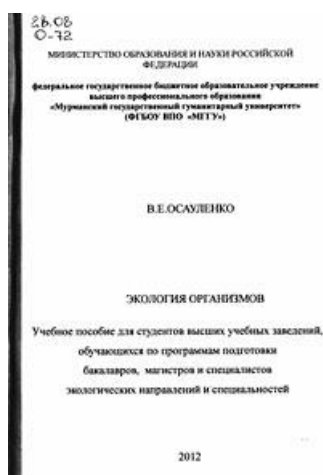 28.08
О-72
МИНИСТЕРСТВО ОБРАЗОВАНИЯ И НАУКИ РОССИЙСКОЙ
ФЕДЕРАЦИИ
федеральное государственное бюджетное образовательное учреждение
высшего профессионального образования
«Мурманский государственный гуманитарный университет»
(ФГБОУ ВПО «МГГУ»)
В.Е.ОСАУЛЕНКО
ЭКОЛОГИЯ ОРГАНИЗМОВ
Учебное пособие для студентов высших учебных заведений,
обучающихся по программам подготовки
бакалавров, магистров и специалистов
экологических направлений и специальностей
2012